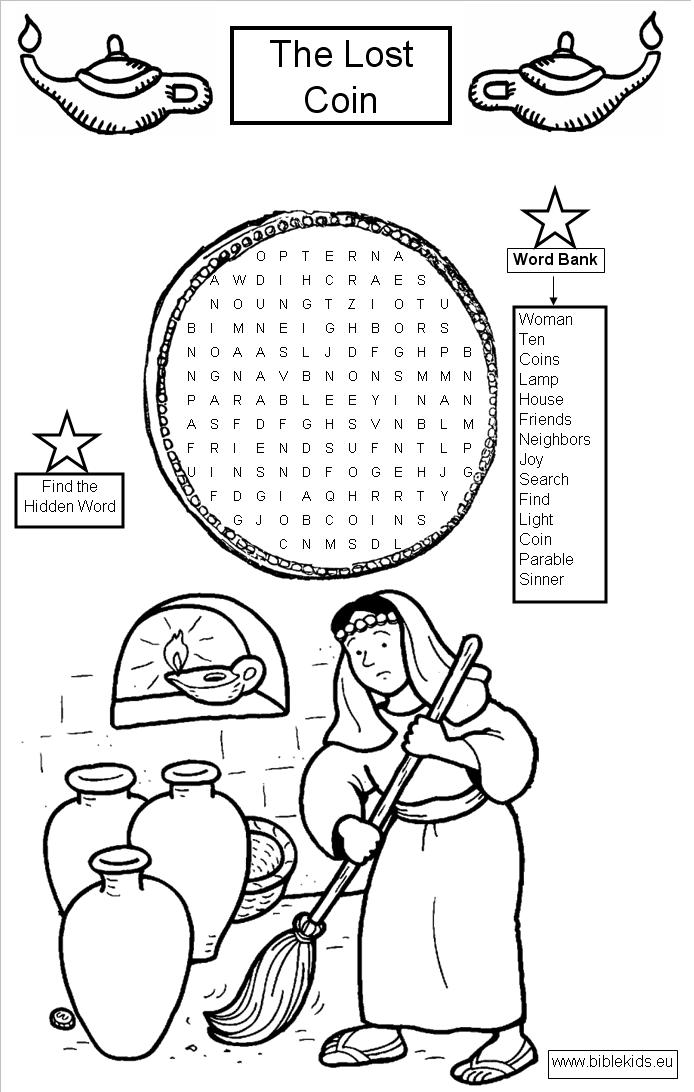 The Lost
Coin
O P T E R N A
A W D I H C R A E S
N O U N G T Z I O T U
B I M N E I G H B O R S
N O A A S L J D F G H P B
N G N A V B N O N S M M N
P A R A B L E E Y I N A N
A S F D F G H S V N B L M
F R I E N D S U F N T L P
U I N S N D F O G E H J G
F D G I A Q H R R T Y
G J O B C O I N S
C N M S D L
Word Bank
Woman
Ten
Coins
Lamp
House
Friends
Neighbors
Joy
Search
Find
Light
Coin
Parable
Sinner
Find the
Hidden Word
www.biblekids.eu